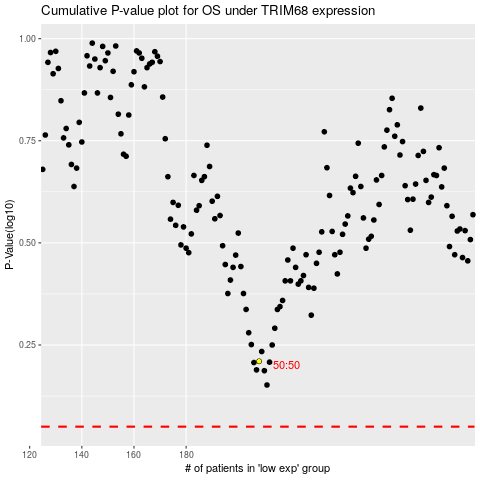 Cumulative P-value plot for OS under TRIM68 expression
P-Value(log10)
1.00
0.75
0.50
0.25
50:50
120 140 160 180
# of patients in 'low exp' group